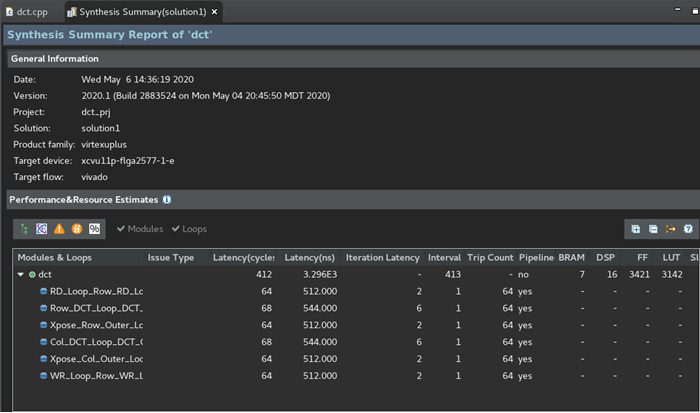 dct.cpp Synthesis Summary(solution1)
Synthesis Summary Report of 'dct'
General Information
Date: Wed May 6 14:36:19 2020
Version: 2020.1 (Build 2883524 on Mon May 04 20:45:50 MDT 2020)
Project: dct_prj
Solution: solution1
Product family: virtexuplus
Target device: xcvu11p-flga2577-1-e
Target flow: vivado
Performance&Resource Estimates
% Modules Loops
Modules & Loops Issue Type Latency(cycles Latency(ns) Iteration Latency Interval Trip Count Pipeline BRAM DSP FF LUT Sl
dct 412 3.296E3 - 413 - no 7 16 3421 3142
RD_Loop_Row_RD_Lo 64 512.000 2 1 64 yes - - - -
Row_DCT_Loop_DCT_ 68 544.000 6 1 64 yes - - - -
Xpose_Row_Outer_Lo 64 512.000 2 1 64 yes - - - -
Col_DCT_Loop_DCT_C 68 544.000 6 1 64 yes - - - -
Xpose_Col_Outer_Loo 64 512.000 2 1 64 yes - - - -
WR_Loop_Row_WR_L 64 512.000 2 1 64 yes - - - -